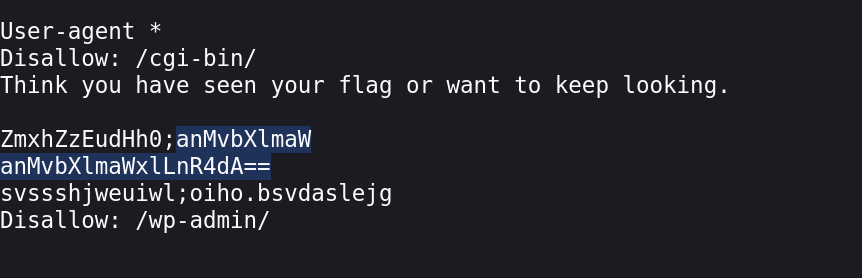 User-agent *
Disallow: /cgi-bin/
Think you have seen your flag or want to keep looking.
ZmxhZzEudHh0;anMvbXlmaW
anMvbXlmaWxlLnR4dA==
svssshjweuiwl;oiho.bsvdaslejg
Disallow: /wp-admin/